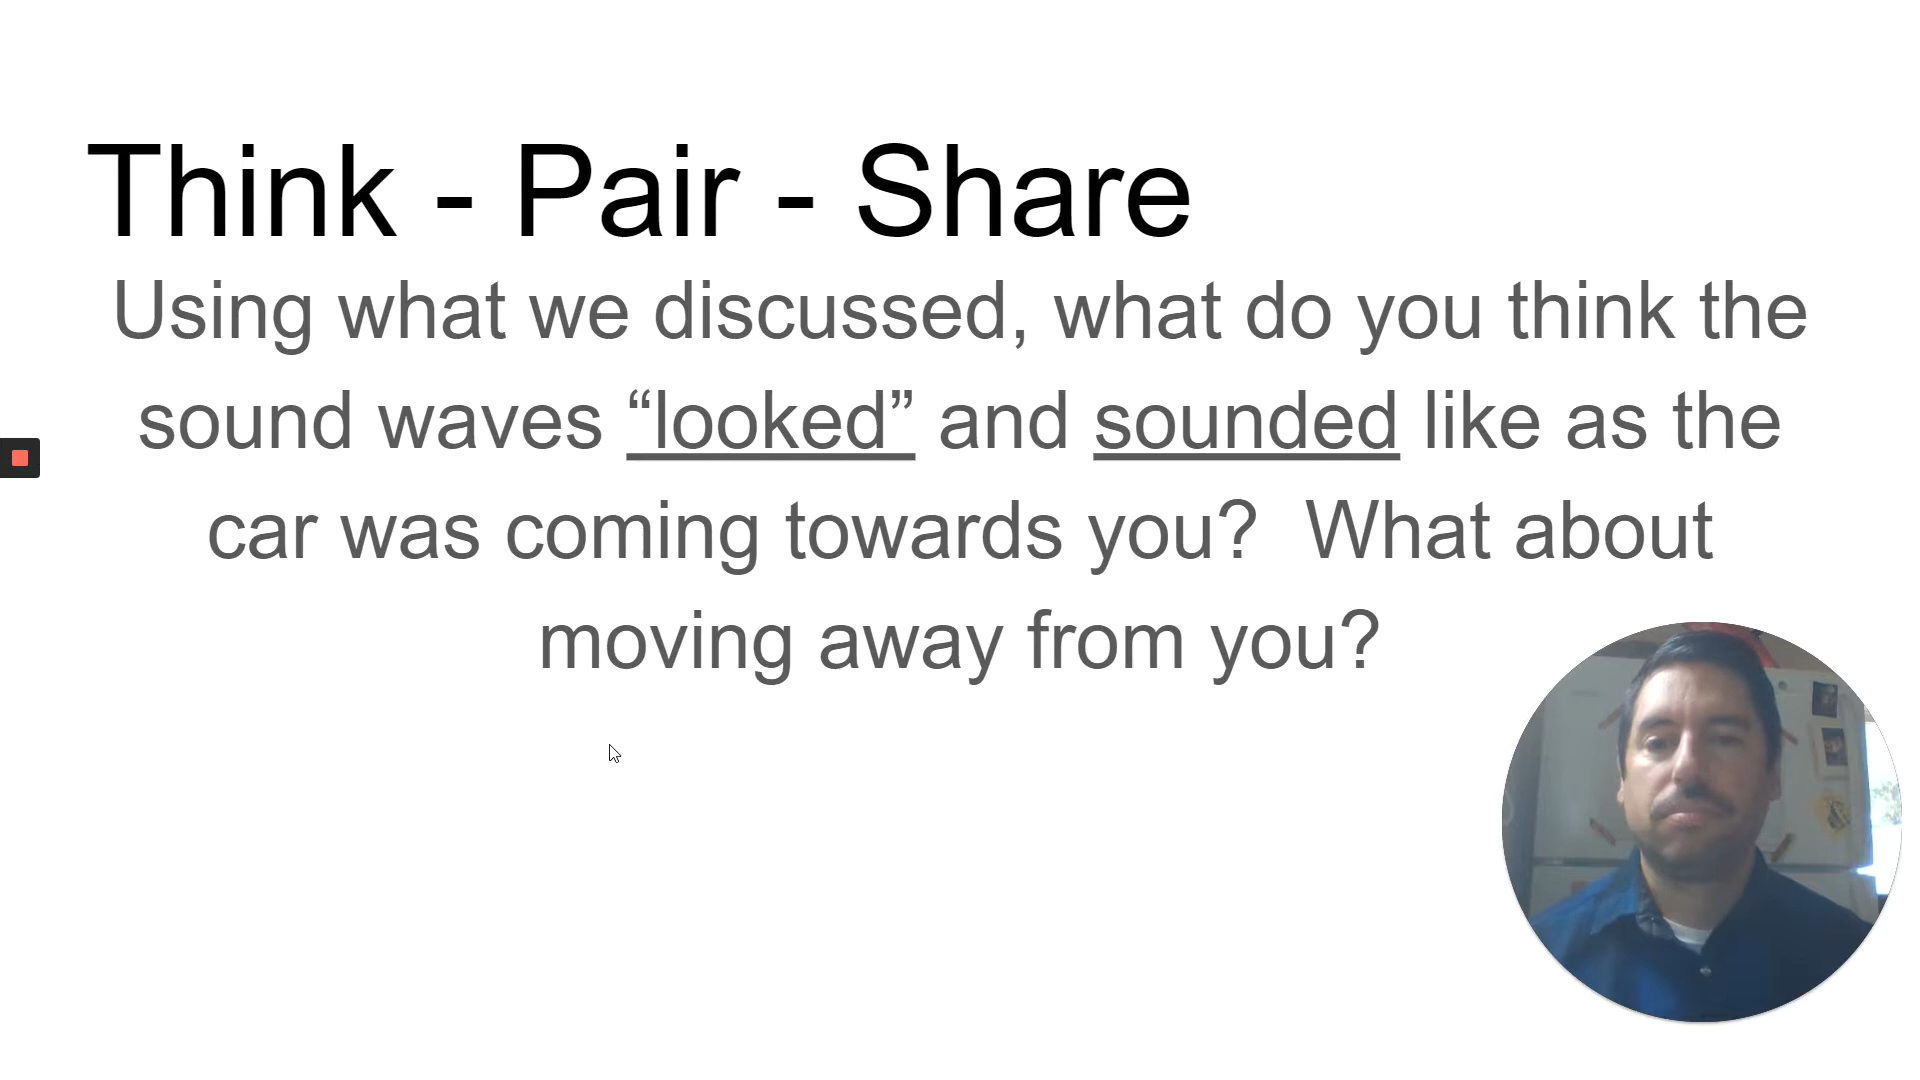 Think - Pair - Share
Using what we discussed, what do you think the
sound waves “looked” and sounded like as the
car was coming towards you?  What about
moving away from you?